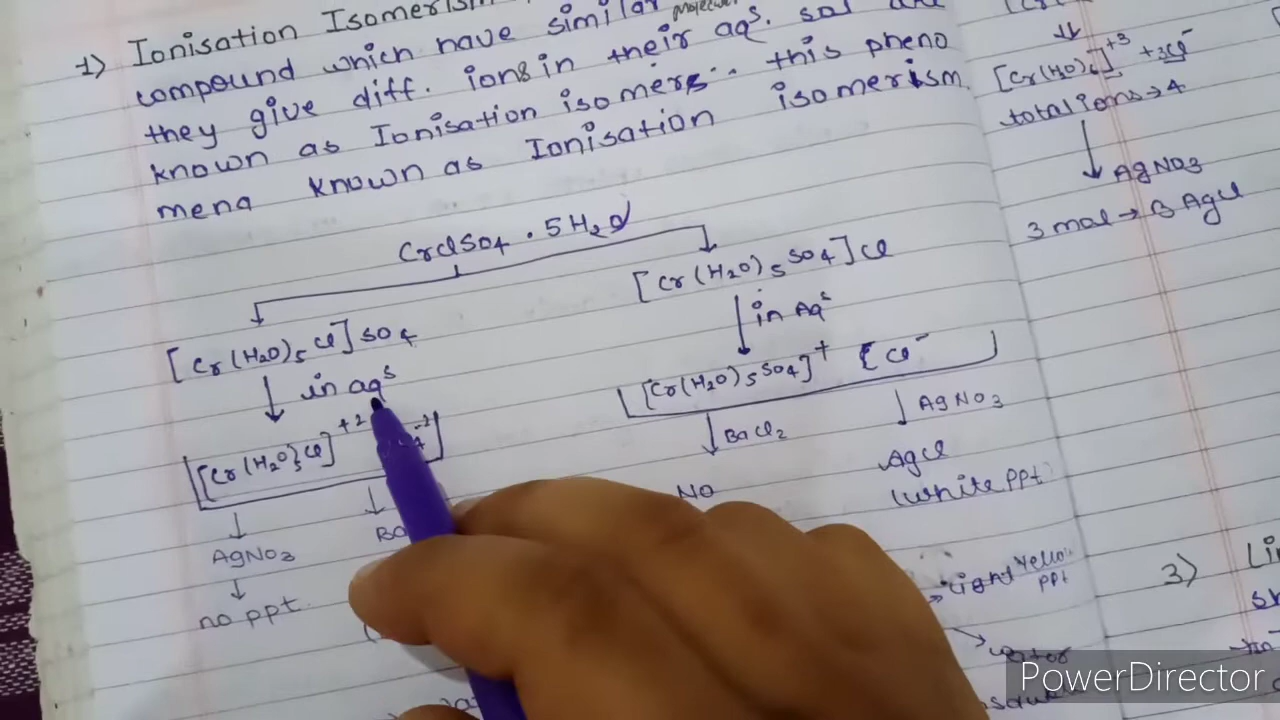 1) Ionisation Isomerism
compound which have similar
they give diff. ions in their aqs. sol
known as Ionisation isomers ∴ this pheno
mena known as Ionisation isomerism.
CrClSO4 . 5H2O
[Cr(H2O)5Cl]SO4
[Cr(H2O)5SO4]Cl
in aqs
in Aqs
[Cr(H2O)5Cl]+2
[Cr(H2O)5SO4]+ [Cl-
AgNO3
no ppt.
BaCl2
NO
AgNO3
AgCl
(white ppt)
[Cr(H2O)6]+3 + 3Cl-
total ions → 4
AgNO3
3 mol → 3 AgCl
light yellow
ppt
water
3)
PowerDirector